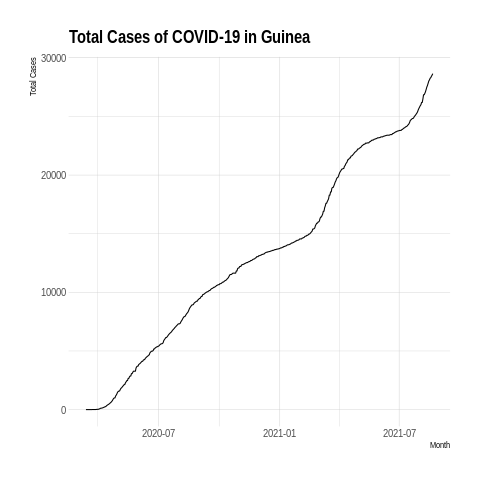 Total Cases of COVID-19 in Guinea
Total Cases
30000
20000
10000
0
2020-07 2021-01 2021-07
Month